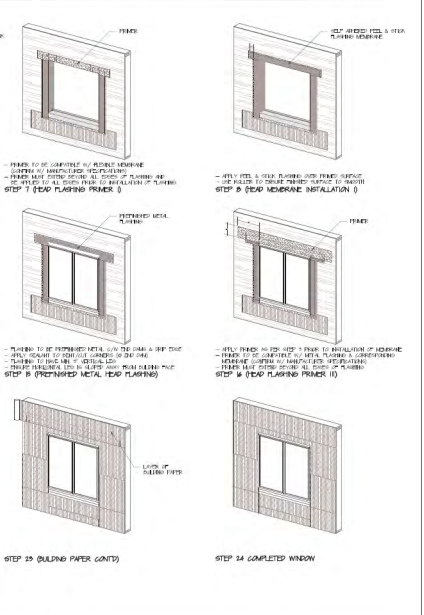 PRIMER
SELF ADHERED PEEL & STICK
FLASHING MEMBRANE
- PRIMER TO BE COMPATIBLE W/ FLEXIBLE MEMBRANE
(CONFIRM W/ MANUFACTURER SPECIFICATIONS)
- PRIMER MUST EXTEND BEYOND ALL EDGES OF FLASHING AND
BE APPLIED TO ALL EDGES PRIOR TO INSTALLATION OF FLASHING
STEP 7 (HEAD FLASHING PRIMER I)
- APPLY PEEL & STICK FLASHING OVER PRIMED SURFACE
- USE ROLLER TO ENSURE FINISHED SURFACE IS SMOOTH
STEP 8 (HEAD MEMBRANE INSTALLATION I)
PREFINISHED METAL
FLASHING
PRIMER
- FLASHING TO BE PREFINISHED METAL C/W END DAMS & DRIP EDGE
- APPLY SEALANT TO BENT/CUT CORNERS (@ END DAM)
- FLASHING TO HAVE MIN. VERTICAL LEG
- ENSURE HORIZONTAL LEG IS SLOPED AWAY FROM BUILDING FACE
STEP 15 (PREFINISHED METAL HEAD FLASHING)
- APPLY PRIMER AS PER STEP PRIOR TO INSTALLATION OF MEMBRANE
- PRIMER TO BE COMPATIBLE W/ METAL FLASHING & CORRESPONDING
MEMBRANE (CONFIRM W/ MANUFACTURER SPECIFICATIONS)
- PRIMER MUST EXTEND BEYOND ALL EDGES OF FLASHING
STEP 16 (HEAD FLASHING PRIMER II)
LAYER OF
BUILDING PAPER
STEP 23 (BUILDING PAPER CONT'D)
STEP 24 COMPLETED WINDOW